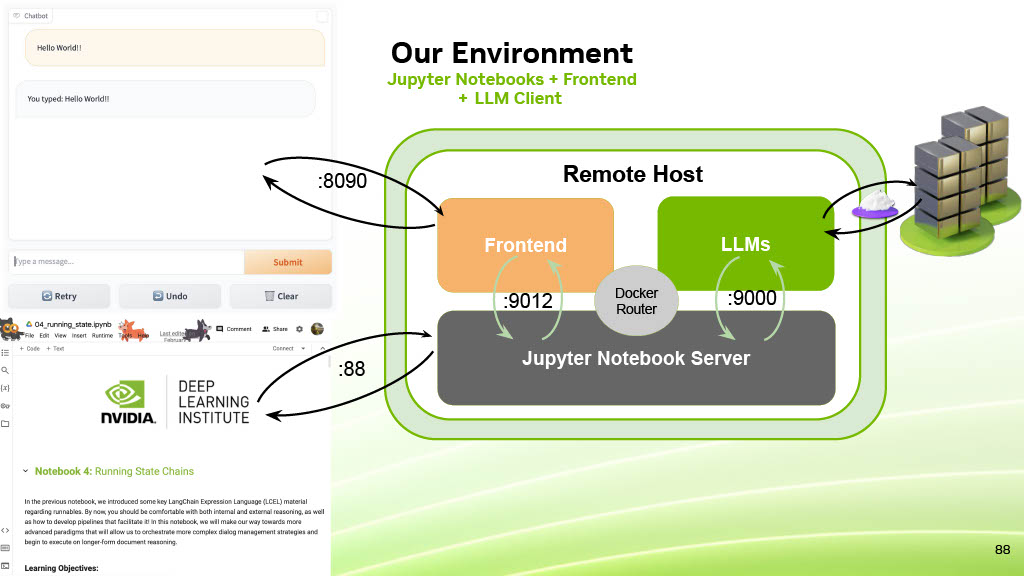 Chatbot
Hello World!!
You typed: Hello World!!
Type a message...
Submit
Retry
Undo
Clear
04_running_state.ipynb
File Edit View Insert Runtime Tools Help
Last edited
February
Comment
Share
+ Code + Text
Connect
NVIDIA.
DEEP
LEARNING
INSTITUTE
Notebook 4: Running State Chains
In the previous notebook, we introduced some key LangChain Expression Language (LCEL) material
regarding runnables. By now, you should be comfortable with both internal and external reasoning, as well
as how to develop pipelines that facilitate it! In this notebook, we will make our way towards more
advanced paradigms that will allow us to orchestrate more complex dialog management strategies and
begin to execute on longer-form document reasoning.
Learning Objectives:
Our Environment
Jupyter Notebooks + Frontend
+ LLM Client
Remote Host
:8090
Frontend
LLMs
:9012
Docker
Router
:9000
Jupyter Notebook Server
:88
88